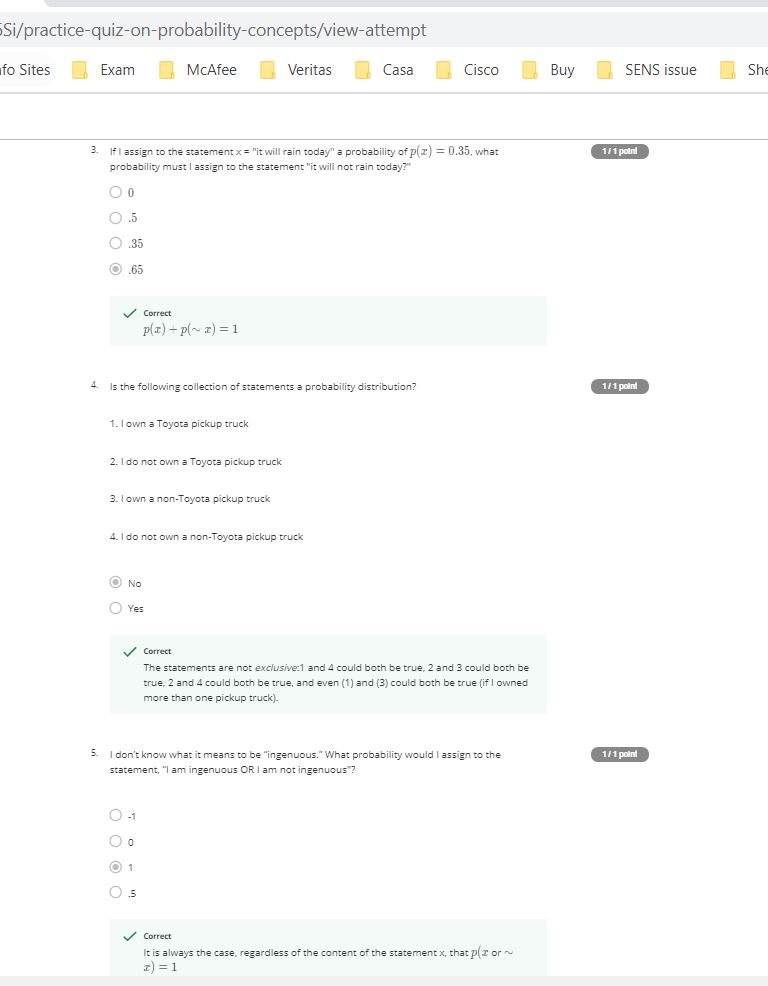 Si/practice-quiz-on-probability-concepts/view-attempt
fo Sites Exam McAfee Veritas Casa Cisco Buy SENS issue
3. If I assign to the statement x = "it will rain today" a probability of p(x) = 0.35, what 1 / 1 point
probability must I assign to the statement "it will not rain today?"
0
.5
.35
.65
Correct
p(x) + p(∼ x) = 1
4. Is the following collection of statements a probability distribution? 1 / 1 point
1. I own a Toyota pickup truck
2. I do not own a Toyota pickup truck
3. I own a non-Toyota pickup truck
4. I do not own a non-Toyota pickup truck
No
Yes
Correct
The statements are not exclusive:1 and 4 could both be true, 2 and 3 could both be
true, 2 and 4 could both be true, and even (1) and (3) could both be true (if I owned
more than one pickup truck).
5. I don't know what it means to be "ingenuous." What probability would I assign to the 1 / 1 point
statement, "I am ingenuous OR I am not ingenuous"?
-1
0
1
.5
Correct
It is always the case, regardless of the content of the statement x, that p(x or ∼
x) = 1